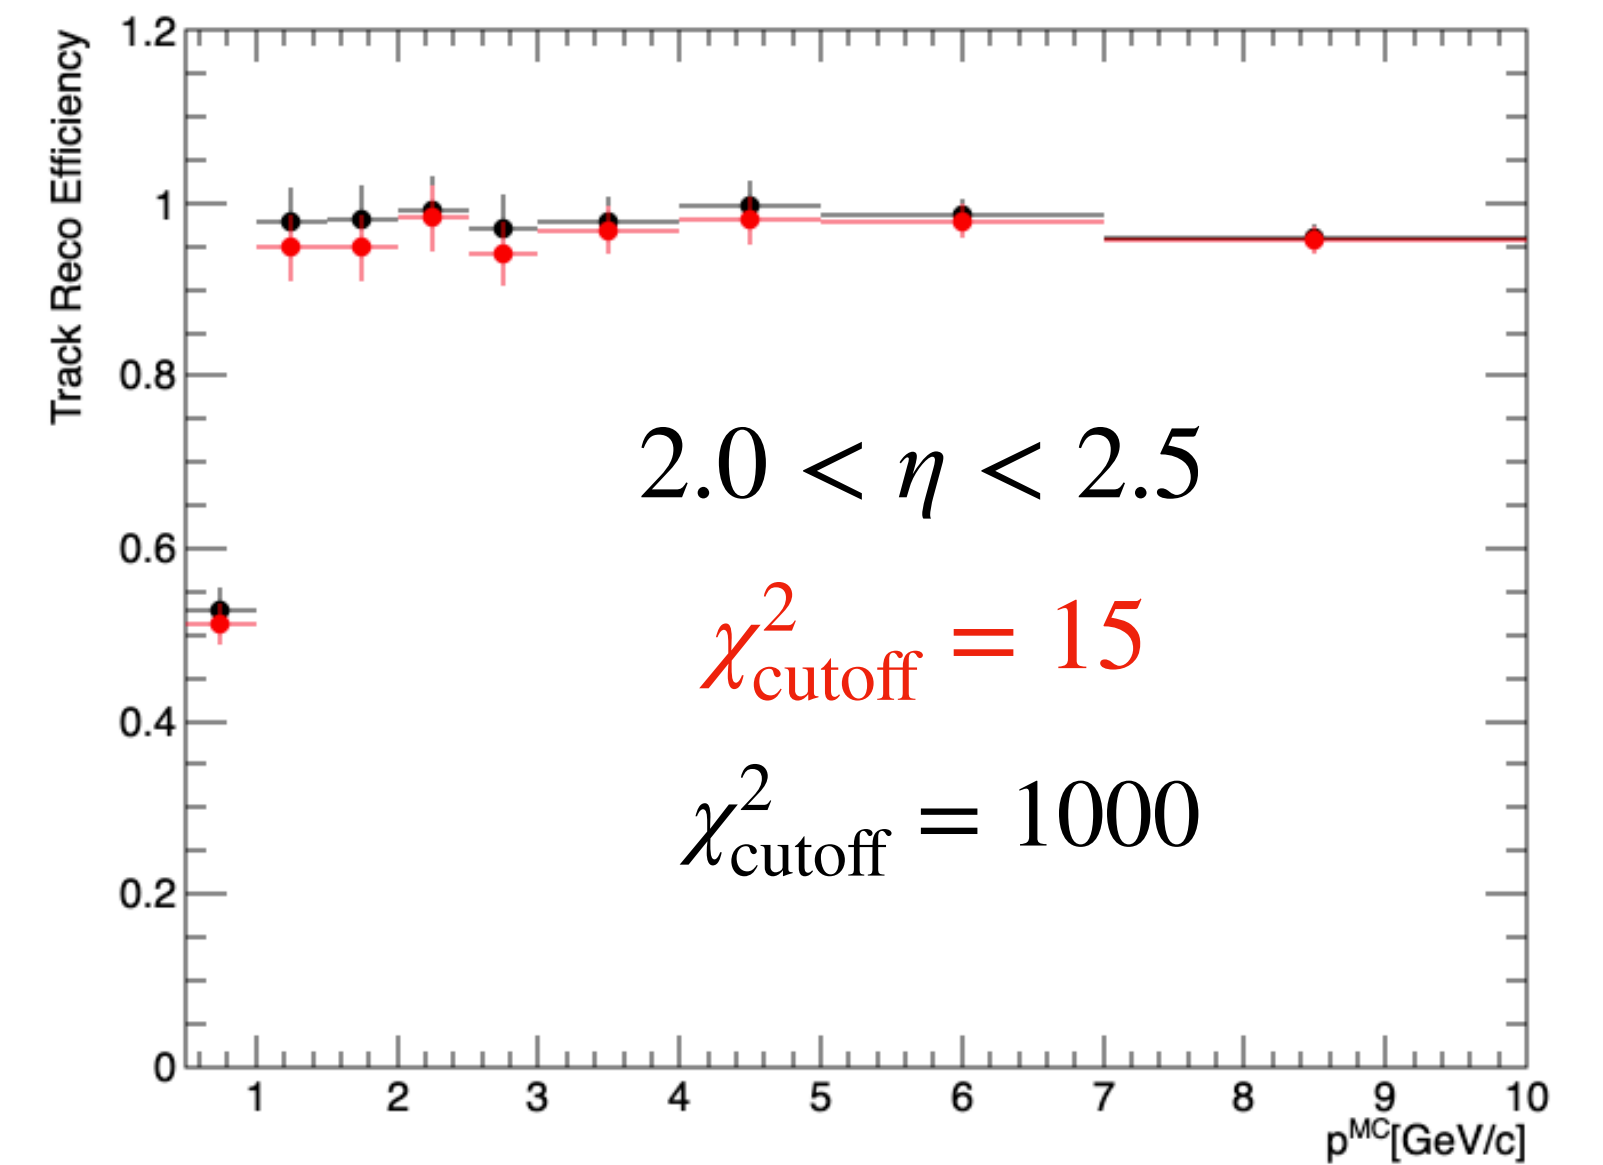 Track Reco Efficiency
1.2
1
0.8
0.6
0.4
0.2
0
2.0 < η < 2.5
χ²cutoff = 15
χ²cutoff = 1000
1 2 3 4 5 6 7 8 9 10
pᴹᶜ[GeV/c]